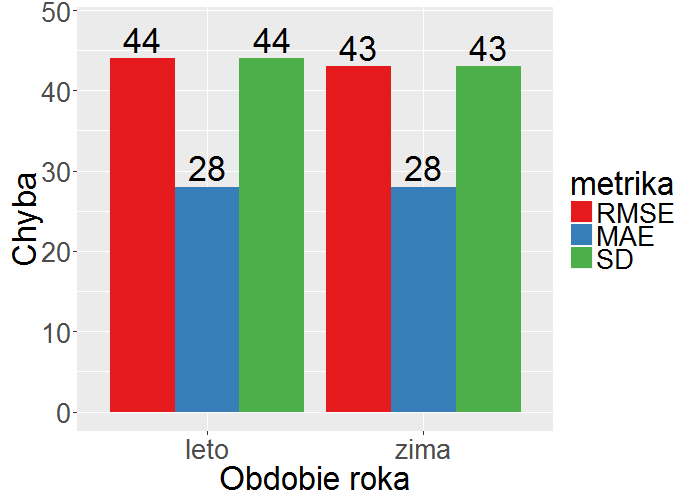 50
40
30
20
10
0
Chyba
44
28
44
43
28
43
leto
zima
Obdobie roka
metrika
RMSE
MAE
SD